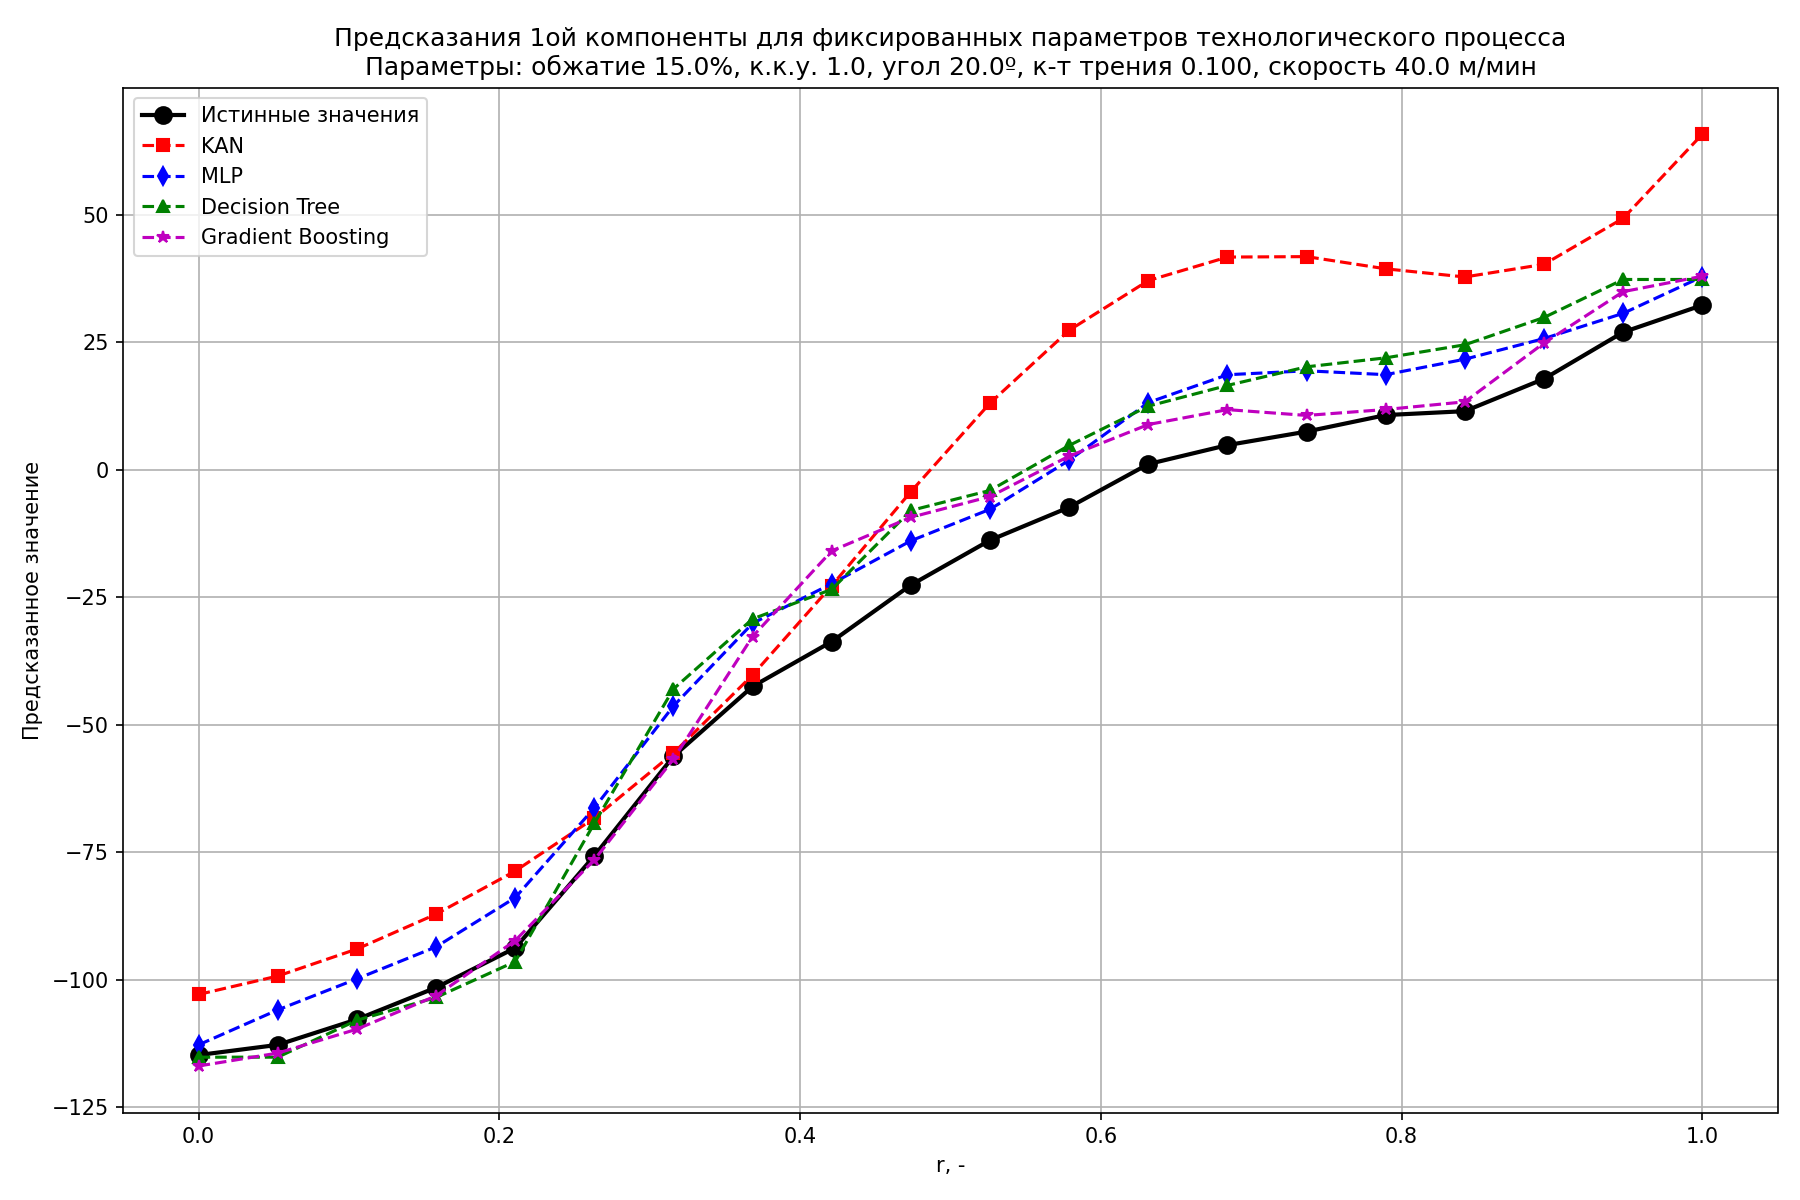 Предсказания 1ой компоненты для фиксированных параметров технологического процесса
Параметры: обжатие 15.0%, к.к.у. 1.0, угол 20.0º, к-т трения 0.100, скорость 40.0 м/мин
Истинные значения
KAN
MLP
Decision Tree
Gradient Boosting
Предсказанное значение
50
25
0
−25
−50
−75
−100
−125
0.0
0.2
0.4
0.6
0.8
1.0
r, -